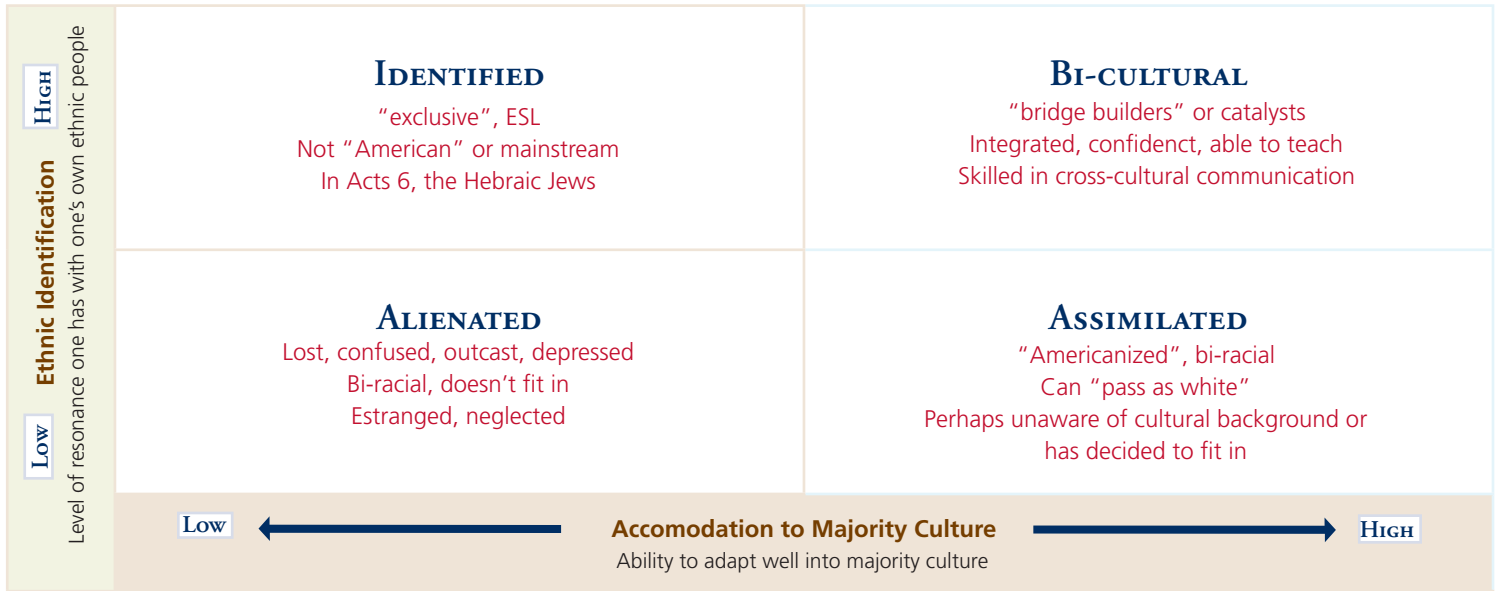 HIGH
Ethnic Identification
LOW
Level of resonance one has with one's own ethnic people
IDENTIFIED
“exclusive”, ESL
Not “American” or mainstream
In Acts 6, the Hebraic Jews
BI-CULTURAL
“bridge builders” or catalysts
Integrated, confidenct, able to teach
Skilled in cross-cultural communication
ALIENATED
Lost, confused, outcast, depressed
Bi-racial, doesn’t fit in
Estranged, neglected
ASSIMILATED
“Americanized”, bi-racial
Can “pass as white”
Perhaps unaware of cultural background or
has decided to fit in
LOW
Accomodation to Majority Culture
HIGH
Ability to adapt well into majority culture